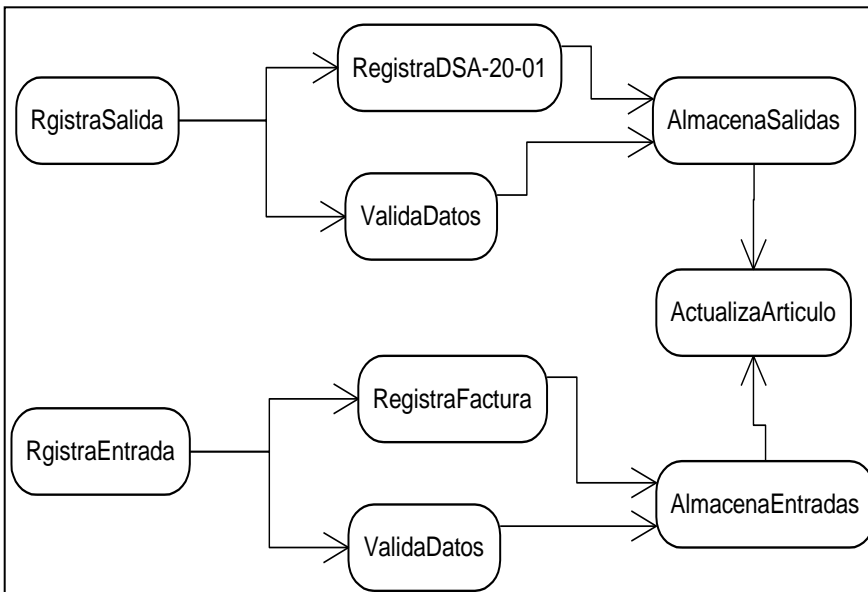 RegistraDSA-20-01
RgistraSalida
AlmacenaSalidas
ValidaDatos
ActualizaArticulo
RegistraFactura
RgistraEntrada
AlmacenaEntradas
ValidaDatos